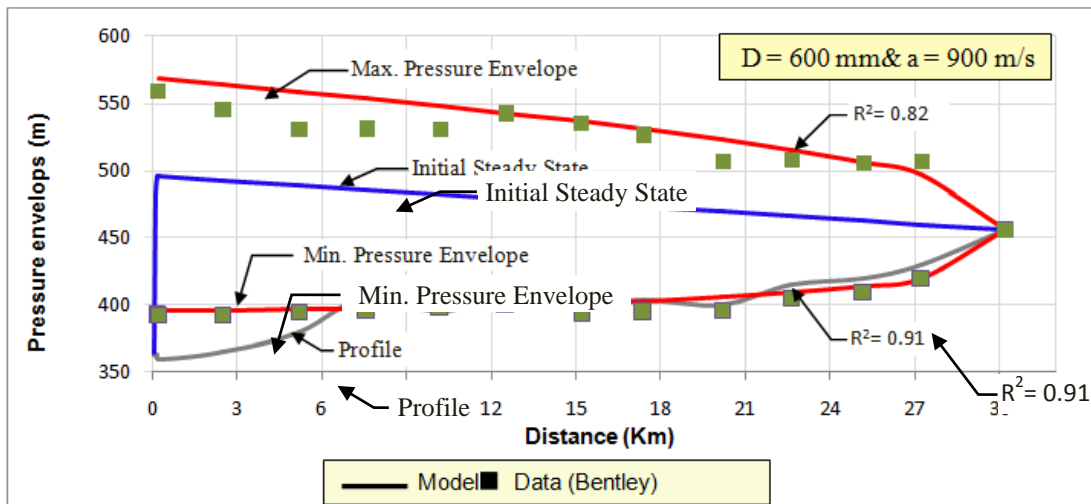 600
D = 600 mm& a = 900 m/s
Max. Pressure Envelope
550
R²= 0.82
Pressure envelops (m)
500
Initial Steady State
Initial Steady State
450
Min. Pressure Envelope
Min. Pressure Envelope
400
Profile
R²= 0.91
350
R²= 0.91
Profile
0 3 6 12 15 18 21 24 27
Distance (Km)
Model Data (Bentley)